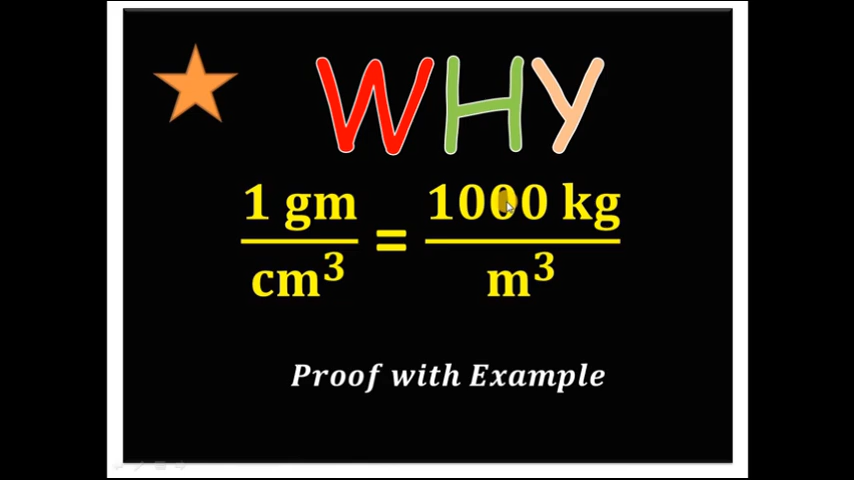 WHY
1 gm / cm³ = 1000 kg / m³
Proof with Example